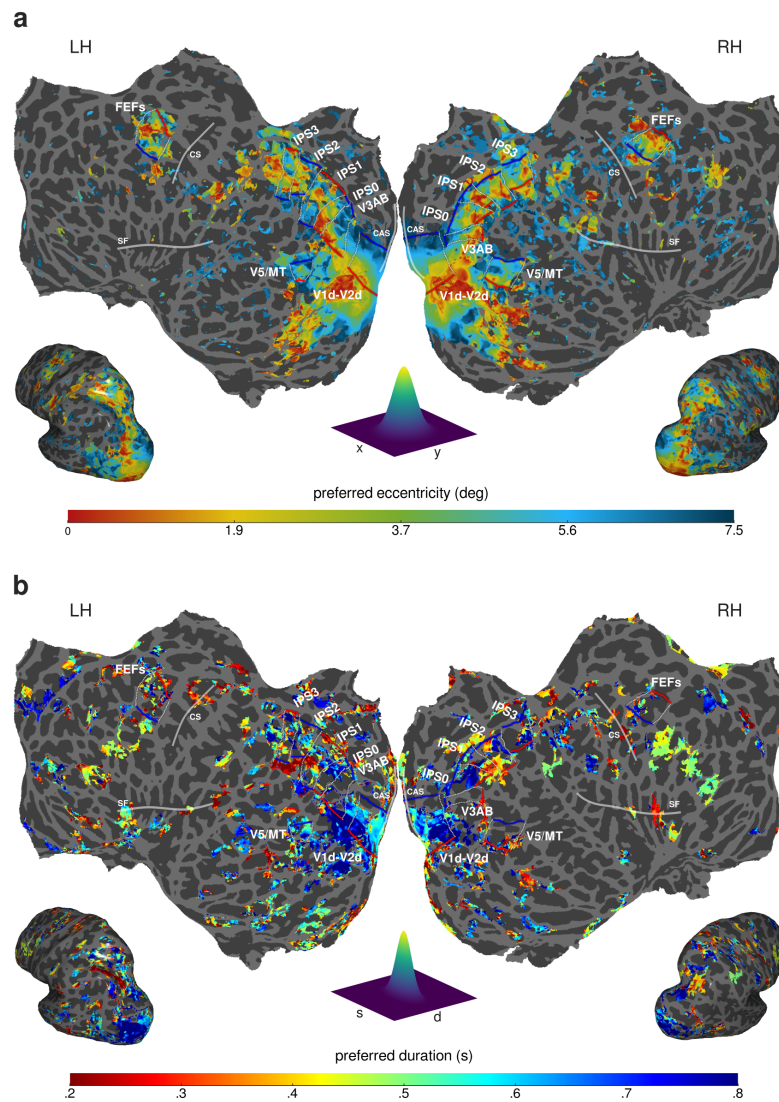 a
LH
RH
FEFs
CS
SF
IPS3
IPS2
IPS1
IPS0
V3AB
CAS
V5/MT
V1d-V2d
FEFs
CS
SF
IPS3
IPS2
IPS1
IPS0
CAS
V3AB
V5/MT
V1d-V2d
x
y
preferred eccentricity (deg)
0 1.9 3.7 5.6 7.5
b
LH
RH
FEFs
CS
SF
IPS3
IPS2
IPS1
IPS0
V3AB
CAS
V5/MT
V1d-V2d
FEFs
CS
SF
IPS3
IPS2
IPS1
IPS0
CAS
V3AB
V5/MT
V1d-V2d
s
d
preferred duration (s)
.2 .3 .4 .5 .6 .7 .8